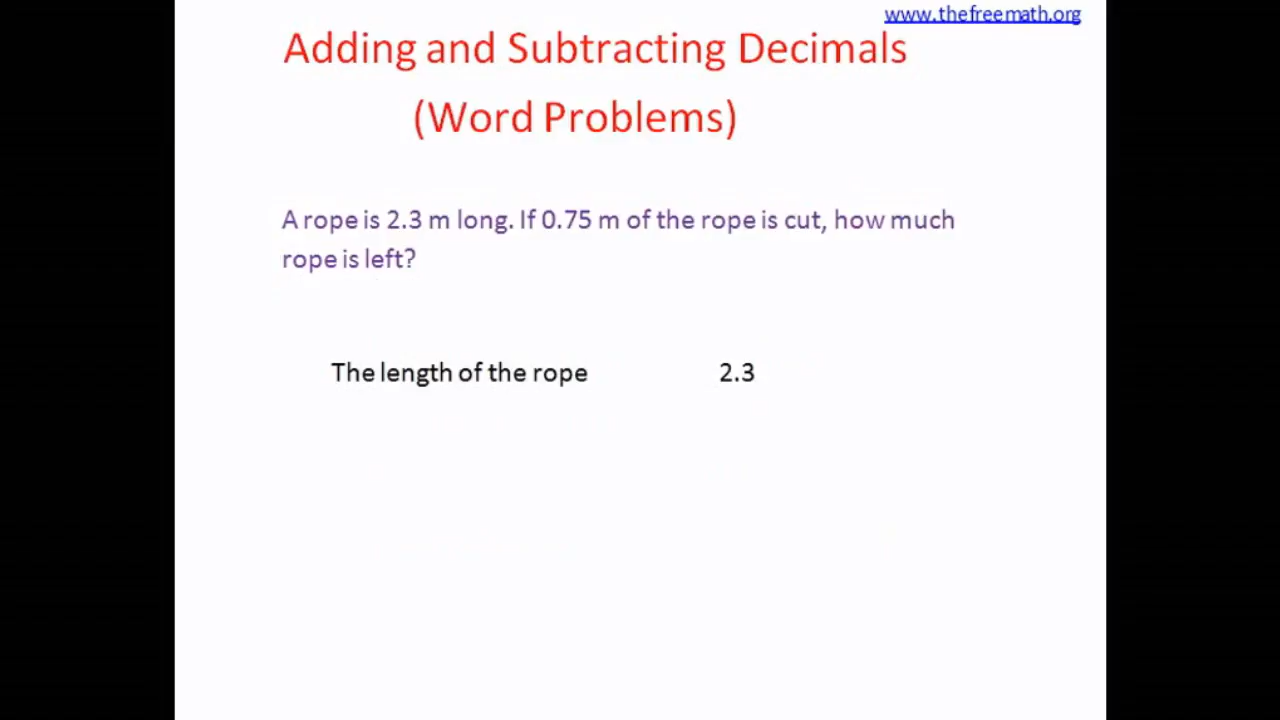 www.thefreemath.org
Adding and Subtracting Decimals
(Word Problems)
A rope is 2.3 m long. If 0.75 m of the rope is cut, how much
rope is left?
The length of the rope 2.3